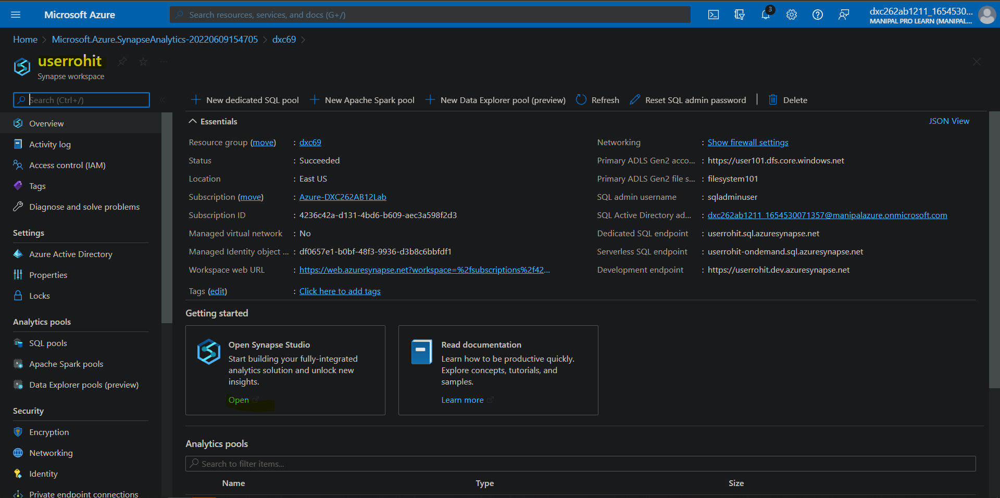 Microsoft Azure
Search resources, services, and docs (G+/)
3
dxc262ab1211_1654530...
MANIPAL PRO LEARN (MANIPAL...
Home > Microsoft.Azure.SynapseAnalytics-20220609154705 > dxc69 >
userrohit
Synapse workspace
Search (Ctrl+/)
New dedicated SQL pool
New Apache Spark pool
New Data Explorer pool (preview)
Refresh
Reset SQL admin password
Delete
Overview
Activity log
Access control (IAM)
Tags
Diagnose and solve problems
Settings
Azure Active Directory
Properties
Locks
Analytics pools
SQL pools
Apache Spark pools
Data Explorer pools (preview)
Security
Encryption
Networking
Identity
Private endpoint connections
Essentials
JSON View
Resource group (move) : dxc69
Status : Succeeded
Location : East US
Subscription (move) : Azure-DXC262AB12Lab
Subscription ID : 4236c42a-d131-4bd6-b609-aec3a598f2d3
Managed virtual network : No
Managed Identity object ... : df0657e1-b0bf-48f3-9936-d3b8c6bbfdf1
Workspace web URL : https://web.azuresynapse.net?workspace=%2fsubscriptions%2f42...
Tags (edit) : Click here to add tags
Networking : Show firewall settings
Primary ADLS Gen2 acco... : https://user101.dfs.core.windows.net
Primary ADLS Gen2 file s... : filesystem101
SQL admin username : sqladminuser
SQL Active Directory ad... : dxc262ab1211_1654530071357@manipalazure.onmicrosoft.com
Dedicated SQL endpoint : userrohit.sql.azuresynapse.net
Serverless SQL endpoint : userrohit-ondemand.sql.azuresynapse.net
Development endpoint : https://userrohit.dev.azuresynapse.net
Getting started
Open Synapse Studio
Start building your fully-integrated
analytics solution and unlock new
insights.
Open
Read documentation
Learn how to be productive quickly.
Explore concepts, tutorials, and
samples.
Learn more
Analytics pools
Search to filter items...
Name Type Size